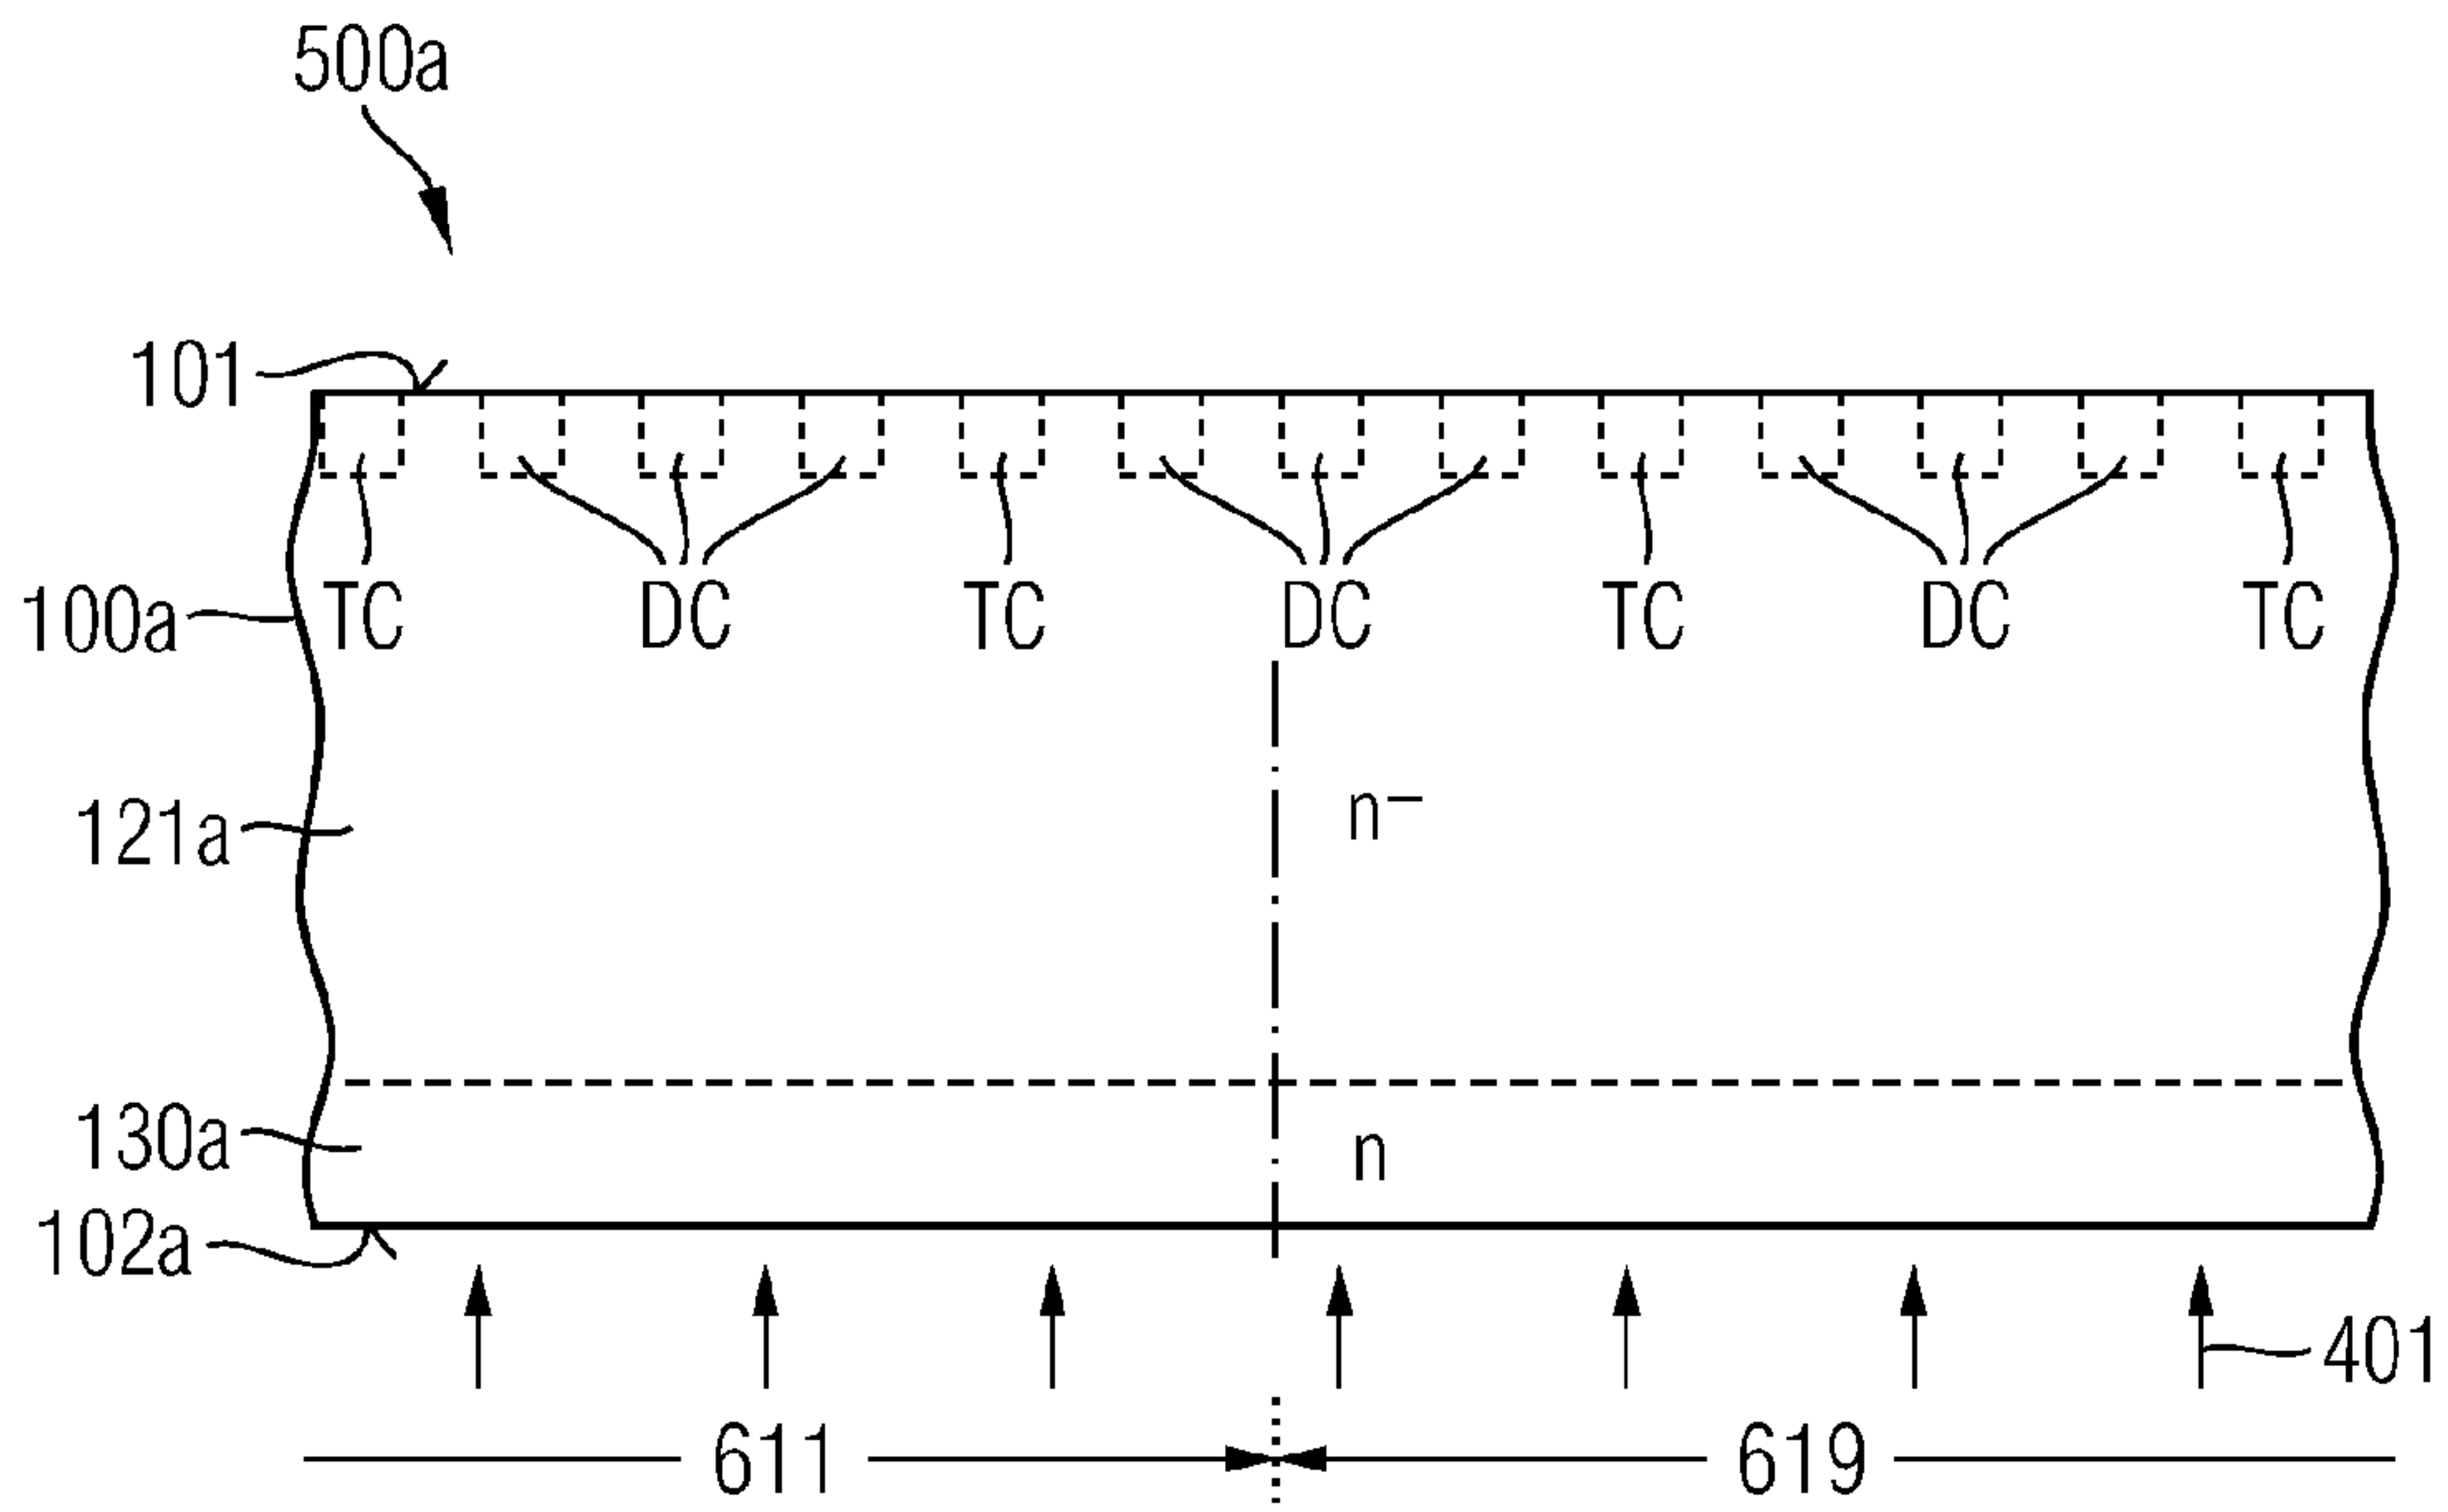 500a
101
100a TC DC TC DC TC DC TC
121a n−
130a n
102a
401
611 619